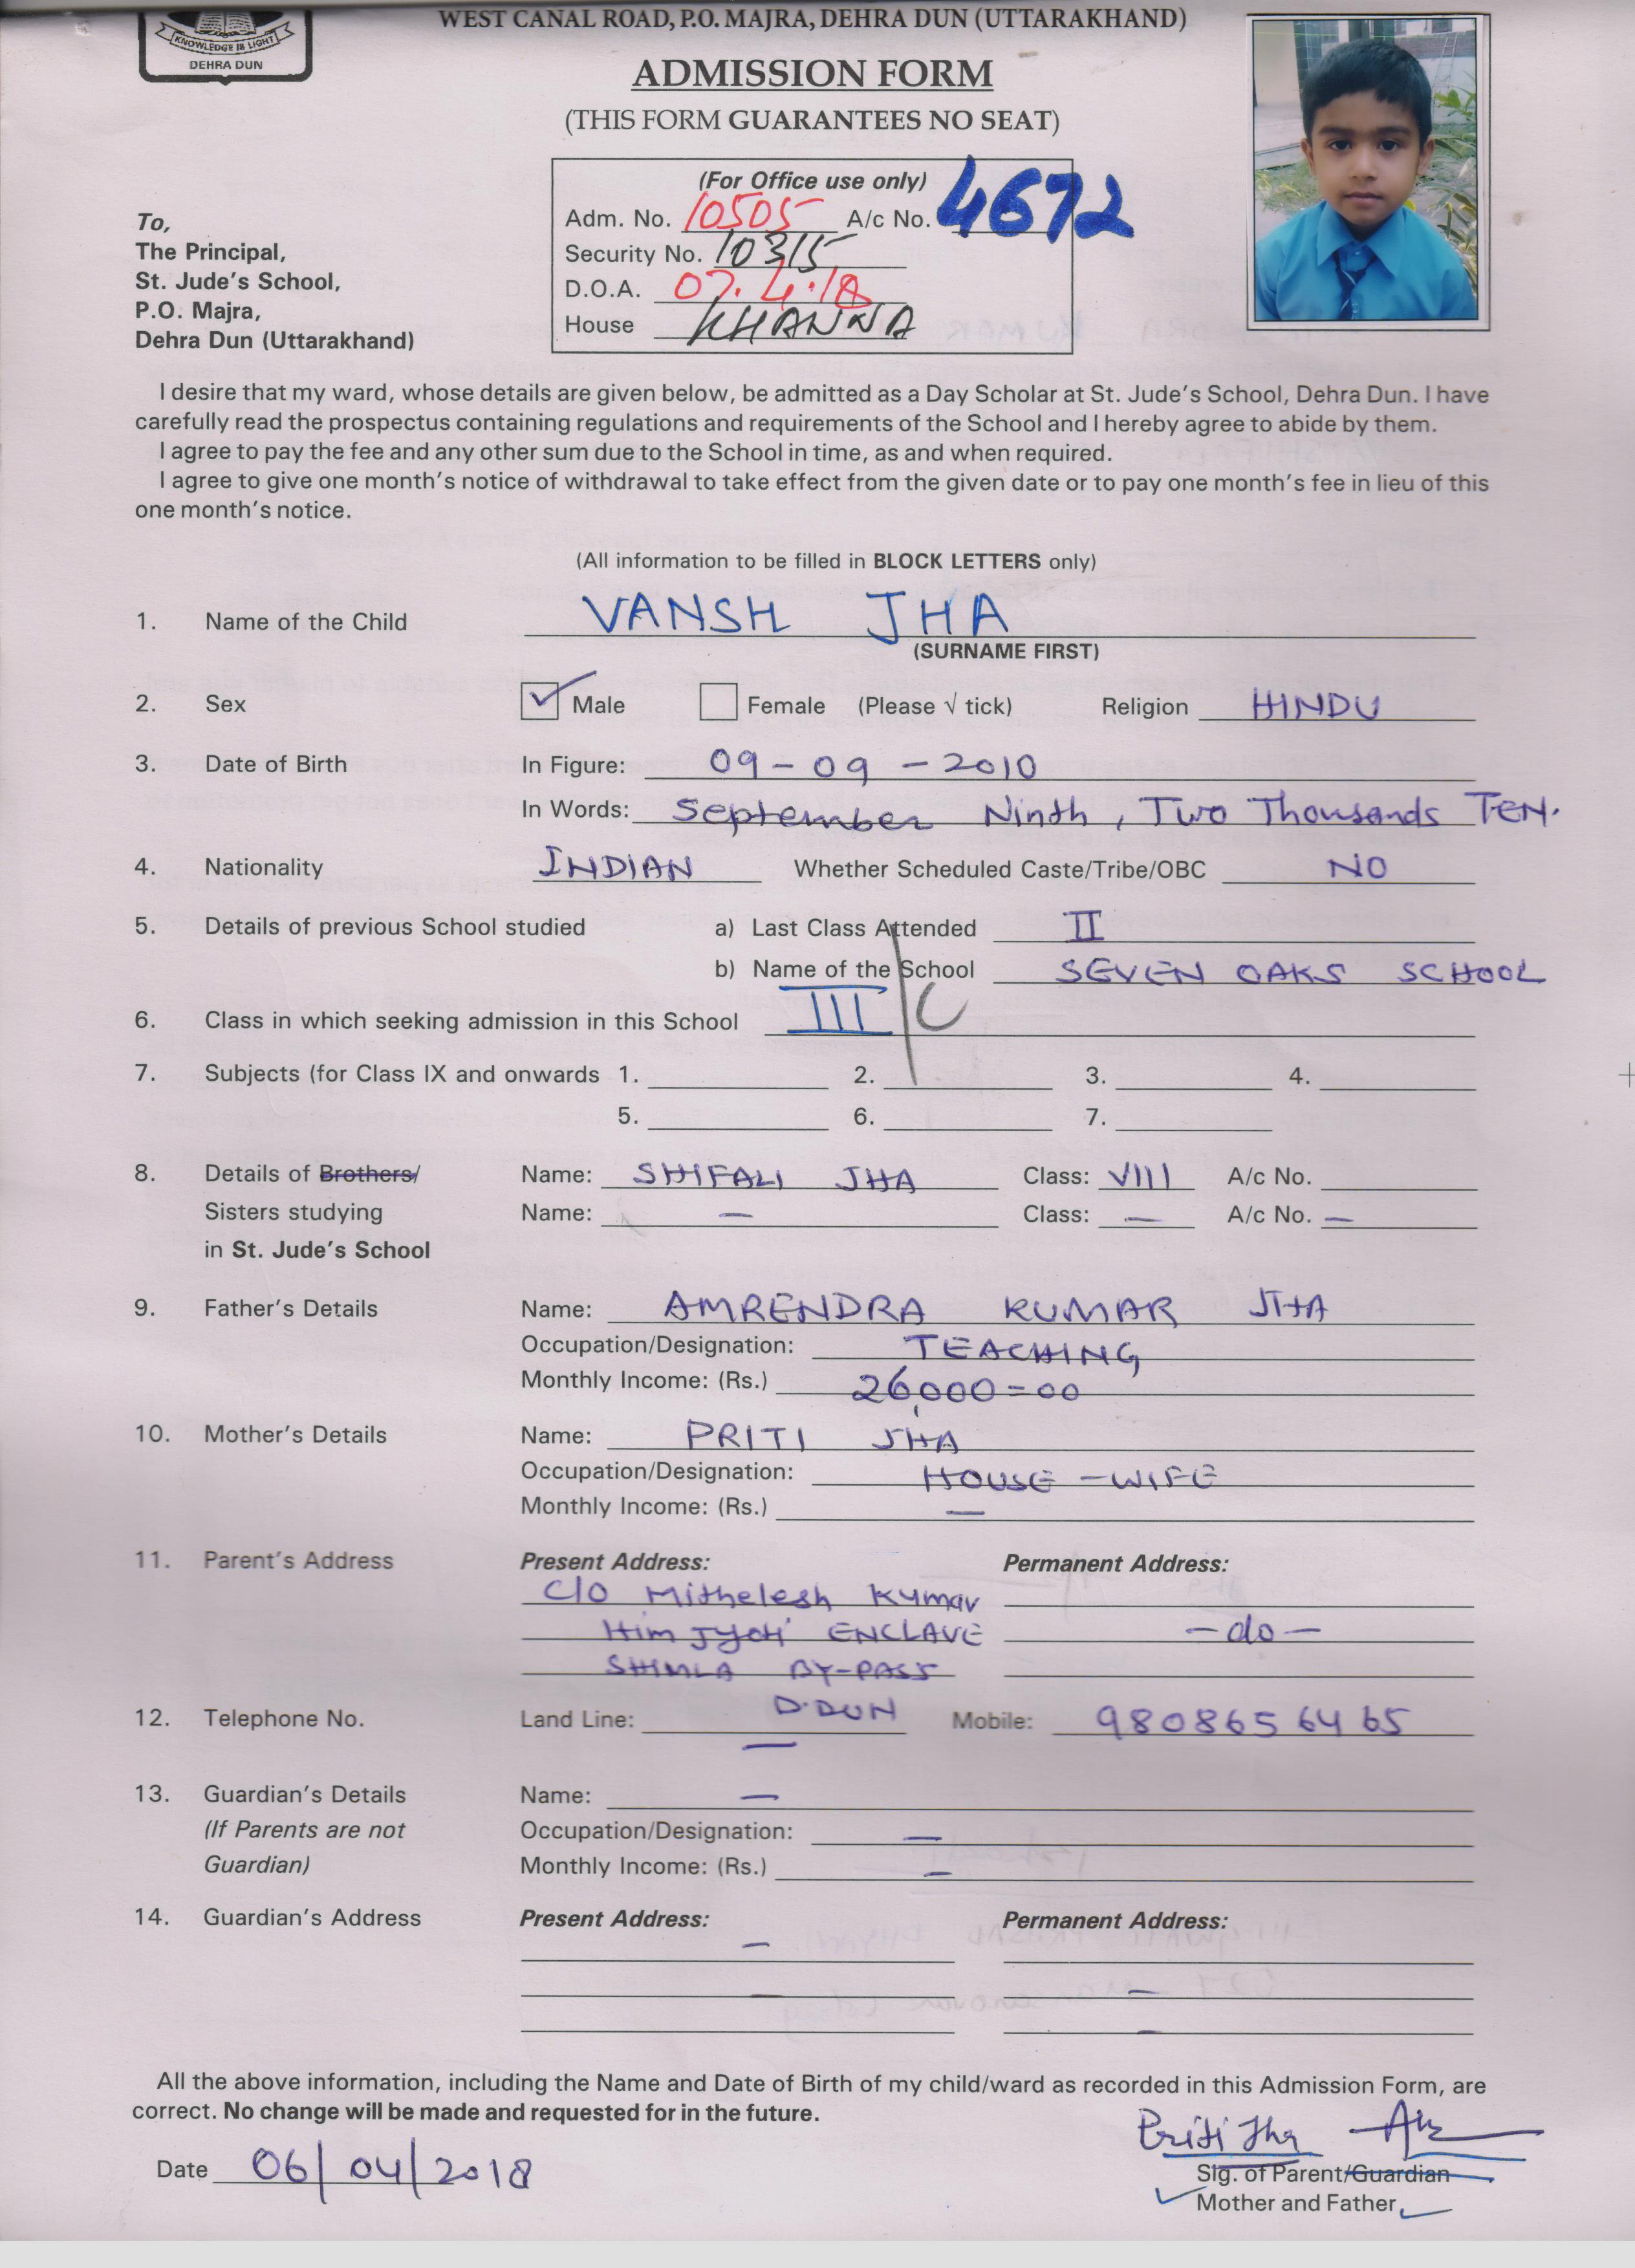 WEST CANAL ROAD, P.O. MAJRA, DEHRA DUN (UTTARAKHAND)
KNOWLEDGE IS LIGHT
DEHRA DUN
ADMISSION FORM
(THIS FORM GUARANTEES NO SEAT)
(For Office use only)
Adm. No. 10505 A/c No. 4672
Security No. 10315
D.O.A. 07.4.18
House KHANNA
To,
The Principal,
St. Jude's School,
P.O. Majra,
Dehra Dun (Uttarakhand)
I desire that my ward, whose details are given below, be admitted as a Day Scholar at St. Jude's School, Dehra Dun. I have
carefully read the prospectus containing regulations and requirements of the School and I hereby agree to abide by them.
I agree to pay the fee and any other sum due to the School in time, as and when required.
I agree to give one month's notice of withdrawal to take effect from the given date or to pay one month's fee in lieu of this
one month's notice.
(All information to be filled in BLOCK LETTERS only)
1. Name of the Child VANSH JHA
(SURNAME FIRST)
2. Sex Male Female (Please √ tick) Religion HINDU
3. Date of Birth In Figure: 09-09-2010
In Words: September Ninth, Two Thousands TEN.
4. Nationality INDIAN Whether Scheduled Caste/Tribe/OBC NO
5. Details of previous School studied a) Last Class Attended II
b) Name of the School SEVEN OAKS SCHOOL
6. Class in which seeking admission in this School III C
7. Subjects (for Class IX and onwards 1. 2. 3. 4.
5. 6. 7.
8. Details of Brothers/ Name: SHIFALI JHA Class: VIII A/c No.
Sisters studying Name: — Class: — A/c No. —
in St. Jude's School
9. Father's Details Name: AMRENDRA KUMAR JHA
Occupation/Designation: TEACHING
Monthly Income: (Rs.) 26,000=00
10. Mother's Details Name: PRITI JHA
Occupation/Designation: HOUSE-WIFE
Monthly Income: (Rs.) —
11. Parent's Address Present Address: Permanent Address:
C/O Mithelesh Kumar
Him Jyoti ENCLAVE —do—
SHIMLA BY-PASS
D.DUN
12. Telephone No. Land Line: — Mobile: 9808656465
13. Guardian's Details Name: —
(If Parents are not Occupation/Designation: —
Guardian) Monthly Income: (Rs.) —
14. Guardian's Address Present Address: Permanent Address:
—
— —
—
All the above information, including the Name and Date of Birth of my child/ward as recorded in this Admission Form, are
correct. No change will be made and requested for in the future.
Priti Jha
Date 06/04/2018
Sig. of Parent/Guardian
Mother and Father